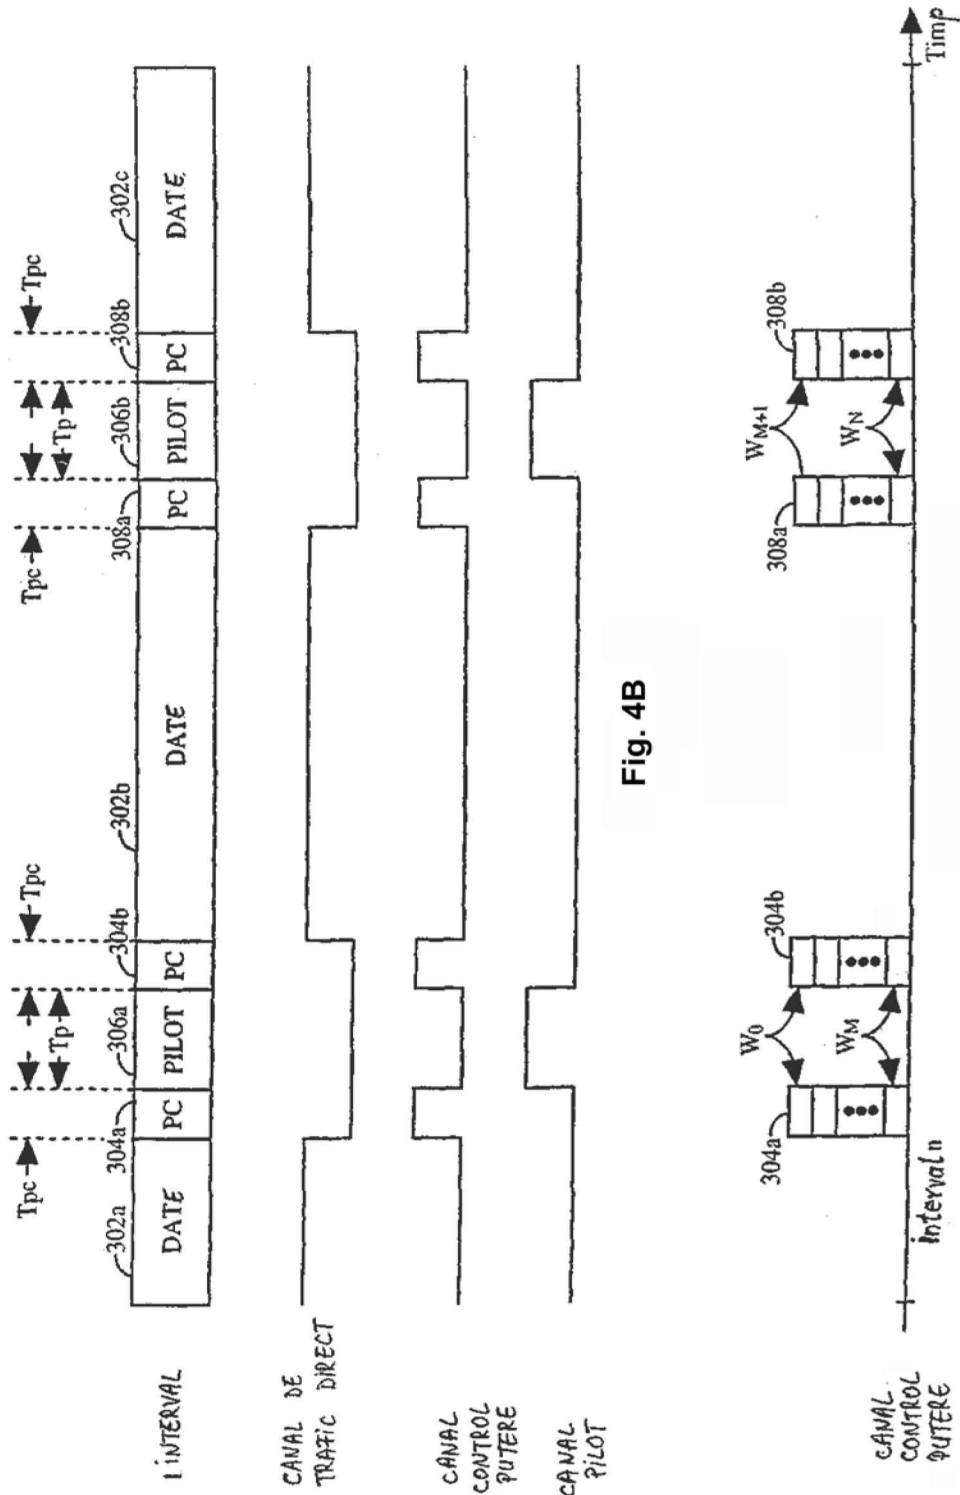 Tpc Tpc Tpc Tpc
Tp Tp
302a 304a 306a 304b 302b 308a 306b 308b 302c
1 INTERVAL
DATE PC PILOT PC DATE PC PILOT PC DATE
CANAL DE
TRAFIC DIRECT
CANAL
CONTROL
PUTERE
CANAL
PILOT
Fig. 4B
W0 WM+1
304a 304b 308a 308b
WM WN
CANAL
CONTROL
PUTERE
Interval n
Timp